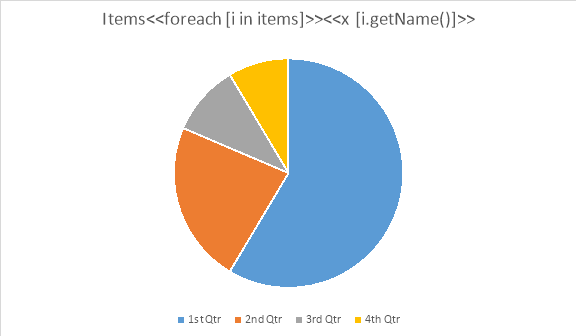 Items<<foreach [i in items]>><<x [i.getName()]>>
1st Qtr 2nd Qtr 3rd Qtr 4th Qtr